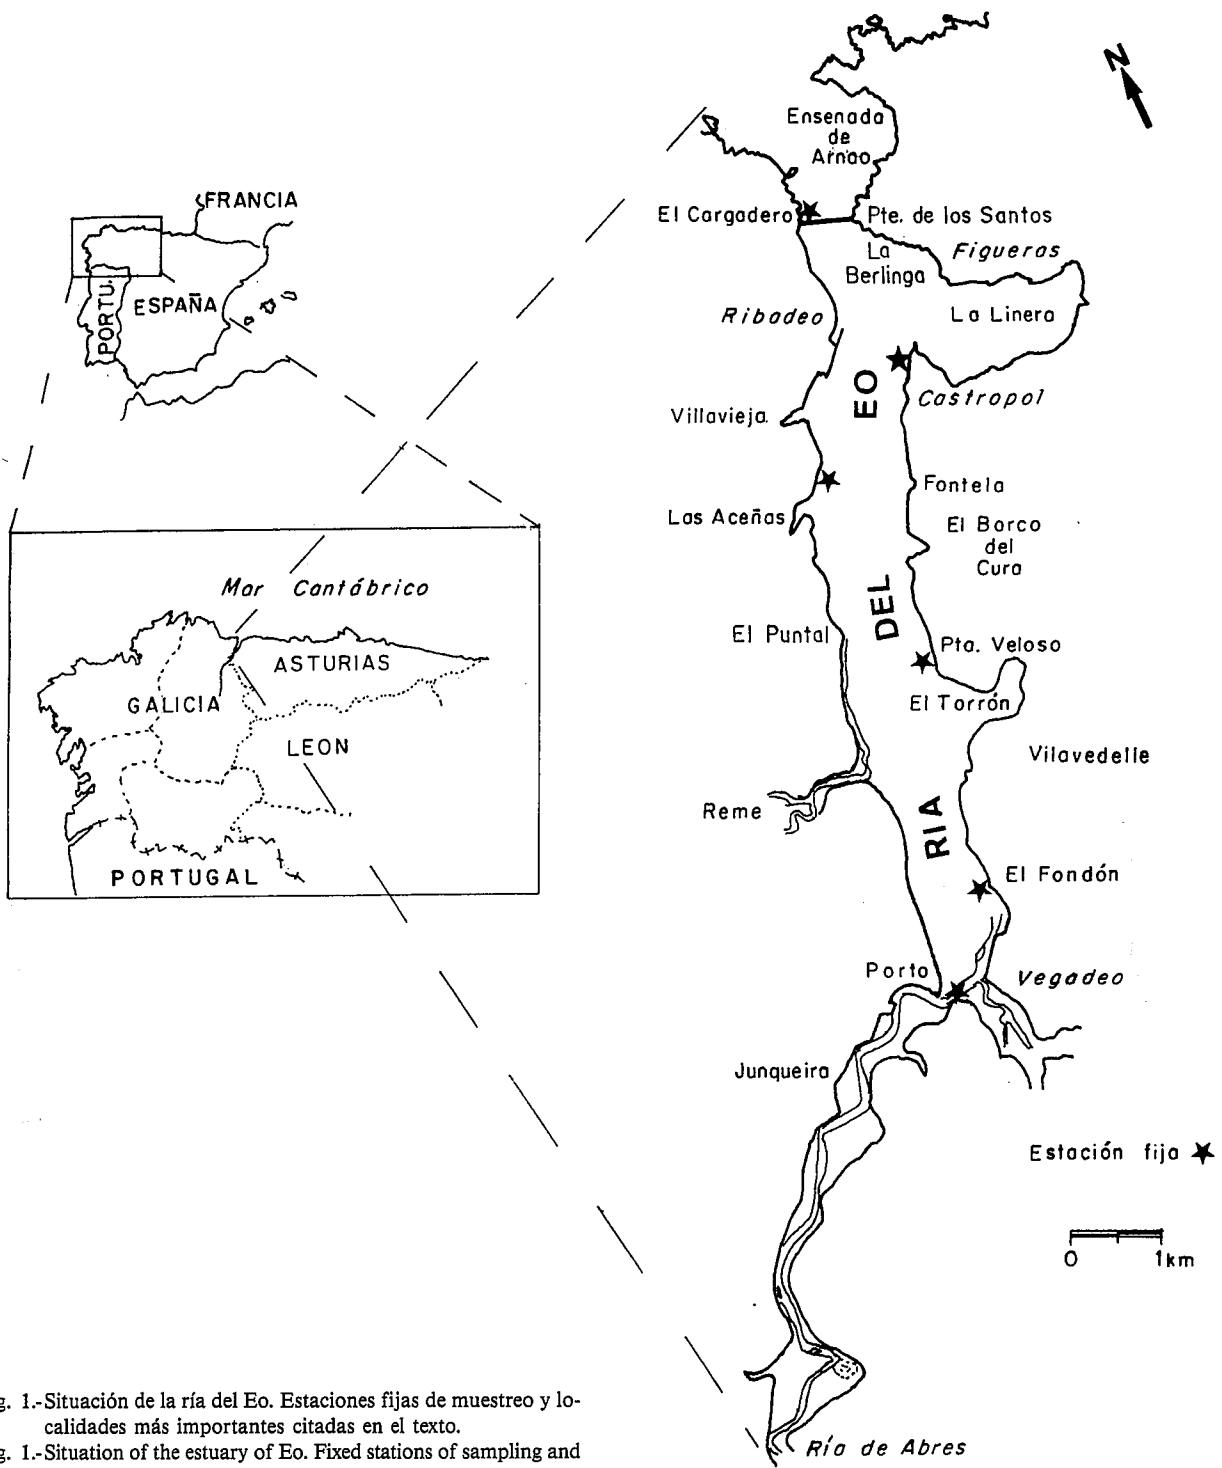 N
Ensenada
de
Arnao
El Cargadero
Pte. de los Santos
La
Berlinga
Figueras
Ribadeo
La Linera
EO
Castropol
Villavieja
Fontela
Las Aceñas
El Barco
del
Cura
DEL
El Puntal
Pta. Veloso
El Torrón
Vilavedelle
Reme
RIA
El Fondón
Porto
Vegadeo
Junqueira
Estación fija
0 1km
Río de Abres
FRANCIA
ESPAÑA
PORTU.
Mar Cantábrico
ASTURIAS
GALICIA
LEON
PORTUGAL
g. 1.-Situación de la ría del Eo. Estaciones fijas de muestreo y lo-
calidades más importantes citadas en el texto.
g. 1.-Situation of the estuary of Eo. Fixed stations of sampling and